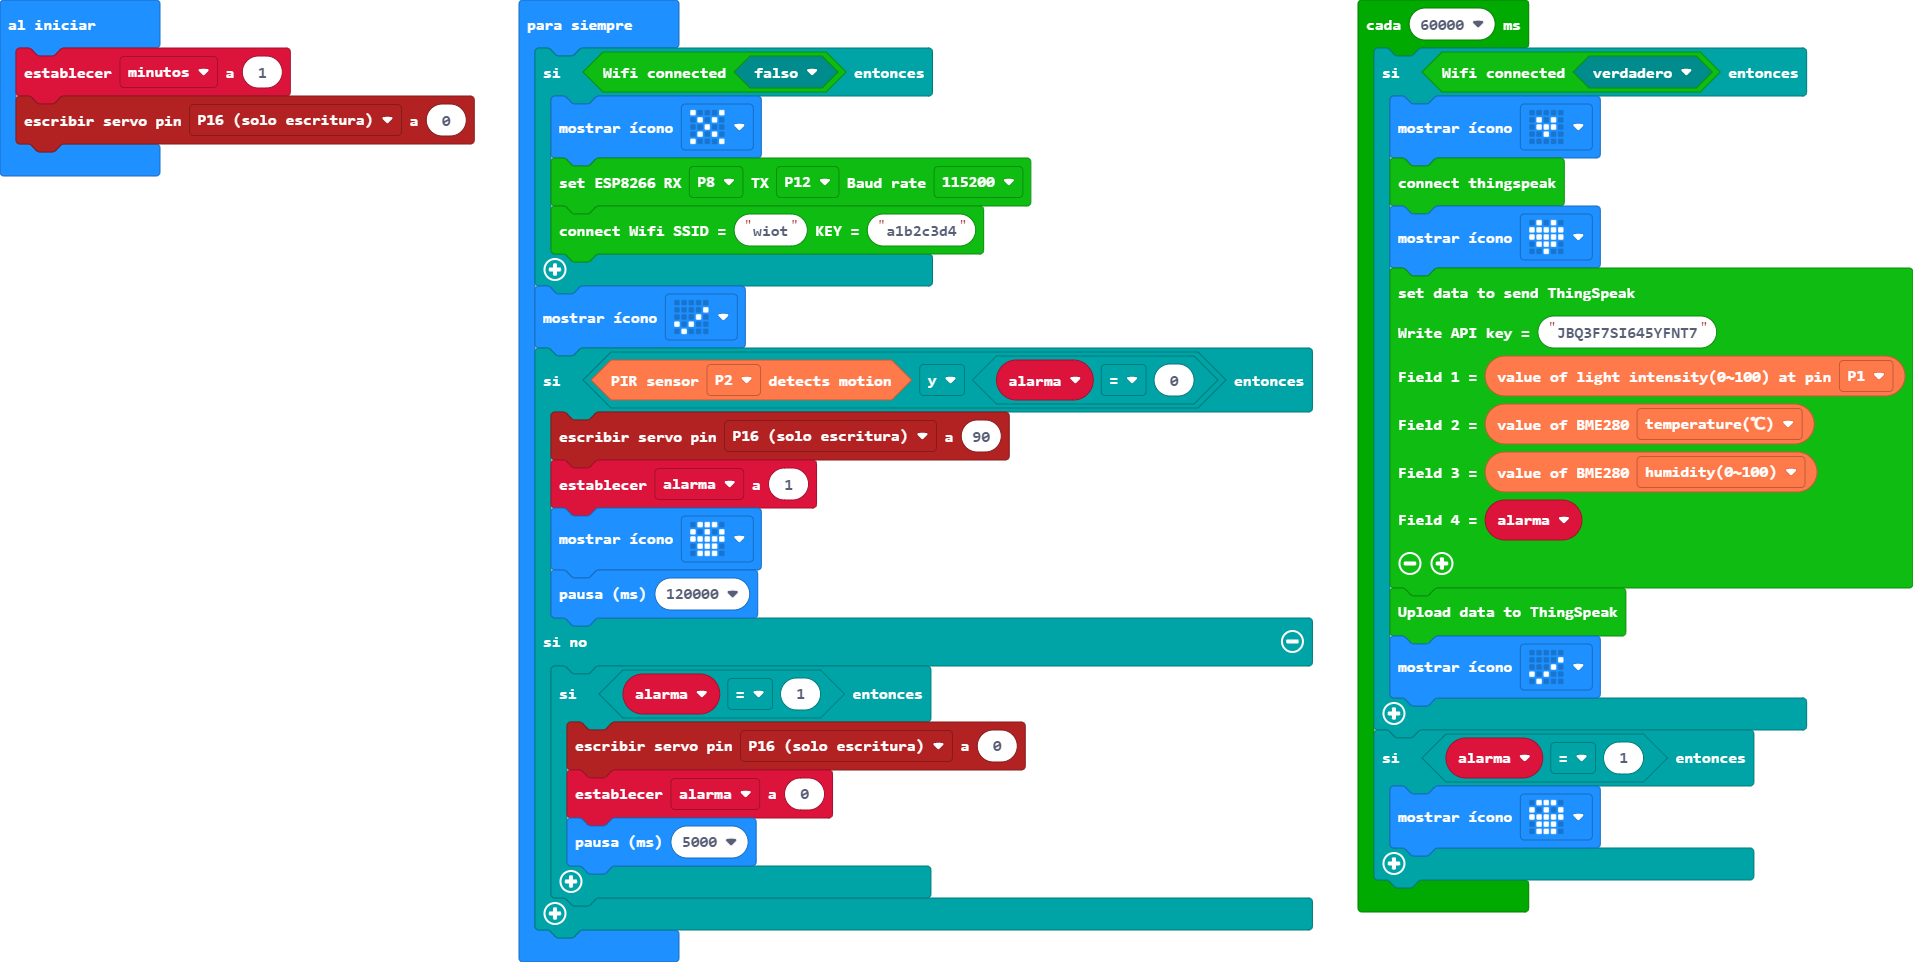 al iniciar
establecer minutos a 1
escribir servo pin P16 (solo escritura) a 0
para siempre
si Wifi connected falso entonces
mostrar ícono
set ESP8266 RX P8 TX P12 Baud rate 115200
connect Wifi SSID = "wiot" KEY = "a1b2c3d4"
mostrar ícono
si PIR sensor P2 detects motion y alarma = 0 entonces
escribir servo pin P16 (solo escritura) a 90
establecer alarma a 1
mostrar ícono
pausa (ms) 120000
si no
si alarma = 1 entonces
escribir servo pin P16 (solo escritura) a 0
establecer alarma a 0
pausa (ms) 5000
cada 60000 ms
si Wifi connected verdadero entonces
mostrar ícono
connect thingspeak
mostrar ícono
set data to send ThingSpeak
Write API key = "JBQ3F7SI645YFNT7"
Field 1 = value of light intensity(0~100) at pin P1
Field 2 = value of BME280 temperature(℃)
Field 3 = value of BME280 humidity(0~100)
Field 4 = alarma
Upload data to ThingSpeak
mostrar ícono
si alarma = 1 entonces
mostrar ícono